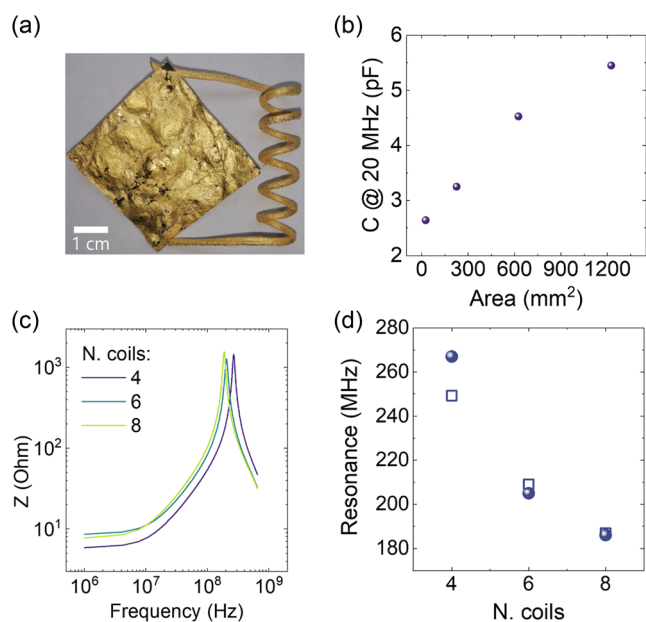 (a)
1 cm
(b)
C @ 20 MHz (pF)
6
5
4
3
2
0 300 600 900 1200
Area (mm²)
(c)
N. coils:
4
6
8
Z (Ohm)
10³
10²
10¹
10⁶ 10⁷ 10⁸ 10⁹
Frequency (Hz)
(d)
Resonance (MHz)
280
260
240
220
200
180
4 6 8
N. coils